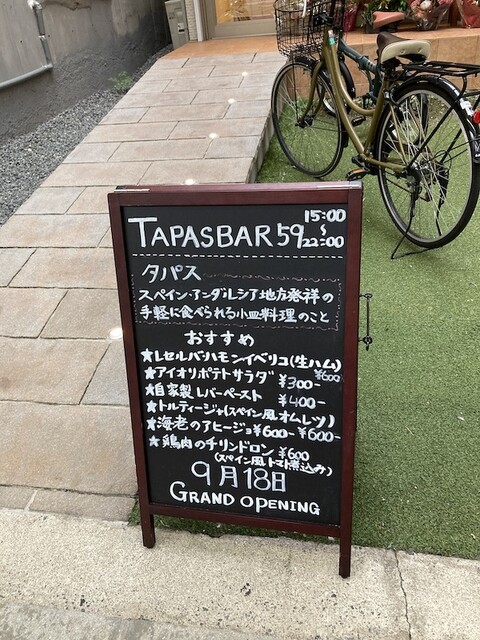 TAPASBAR59 15:00
〜
22:00
タパス
スペイン・アンダルシア地方発祥の
手軽に食べられる小皿料理のこと
おすすめ
★レセルバハモンイベリコ(生ハム)
¥600
★アイオリポテトサラダ ¥300-
★自家製レバーペースト ¥400-
★トルティージャ(スペイン風オムレツ)
¥600-
★海老のアヒージョ ¥600-
★鶏肉のチリンドロン ¥600
(スペイン風トマト煮込み)
9月18日
GRAND OPENING